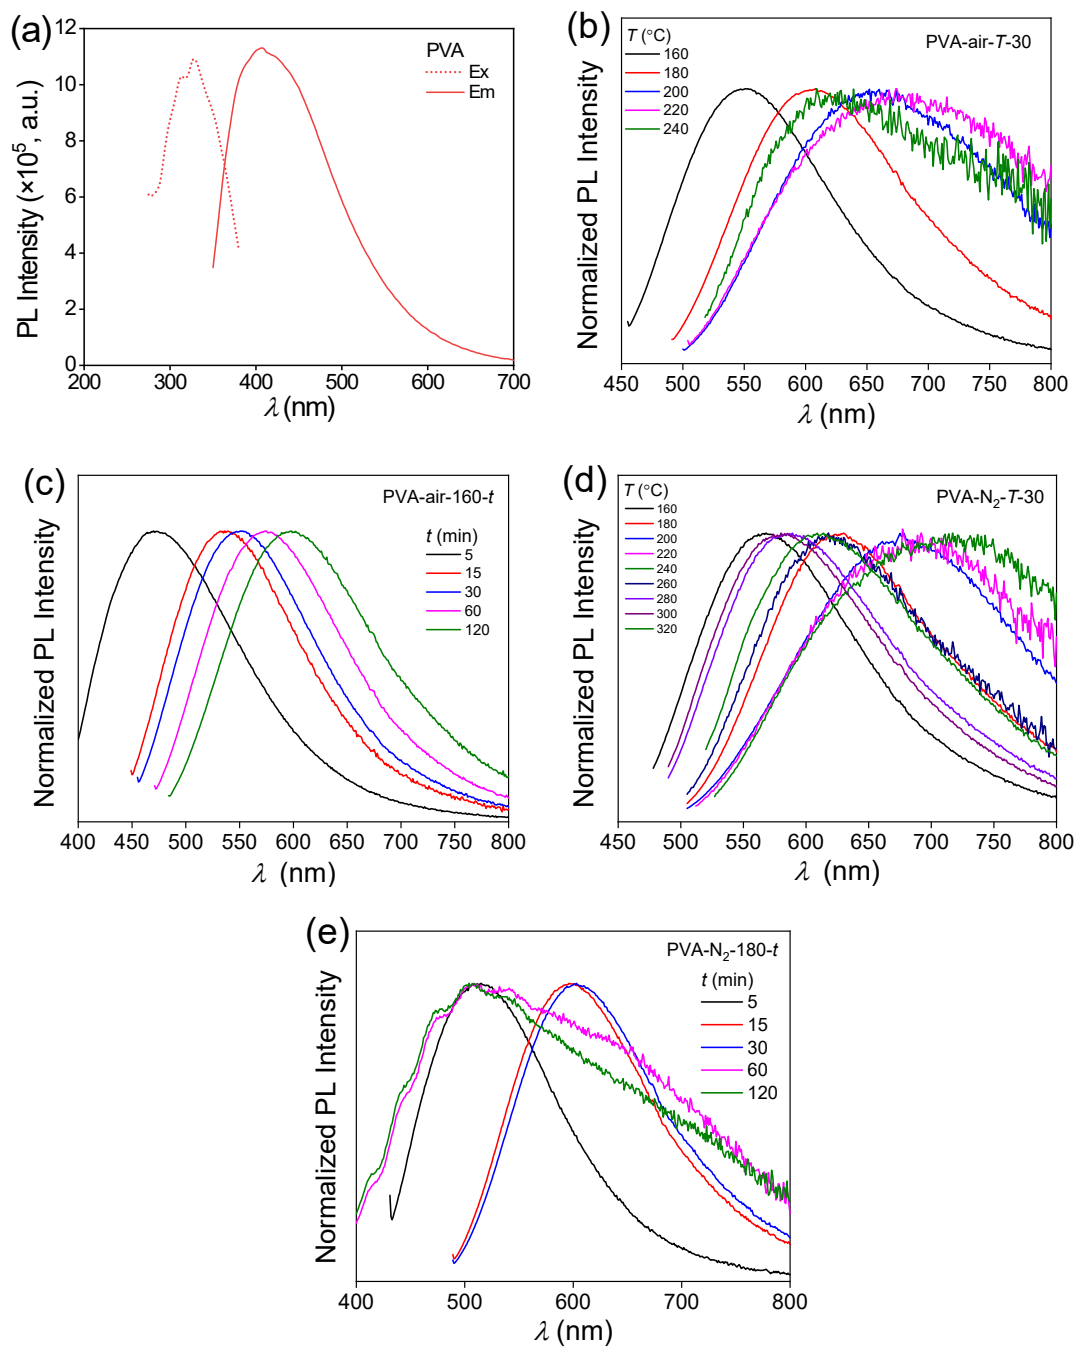 (a)
PVA
Ex
Em
PL Intensity (×10⁵, a.u.)
12
10
8
6
4
2
0
200 300 400 500 600 700
λ (nm)
(b)
T (°C)
160
180
200
220
240
PVA-air-T-30
Normalized PL Intensity
450 500 550 600 650 700 750 800
λ (nm)
(c)
PVA-air-160-t
t (min)
5
15
30
60
120
Normalized PL Intensity
400 450 500 550 600 650 700 750 800
λ (nm)
(d)
T (°C)
160
180
200
220
240
260
280
300
320
PVA-N₂-T-30
Normalized PL Intensity
450 500 550 600 650 700 750 800
λ (nm)
(e)
PVA-N₂-180-t
t (min)
5
15
30
60
120
Normalized PL Intensity
400 500 600 700 800
λ (nm)